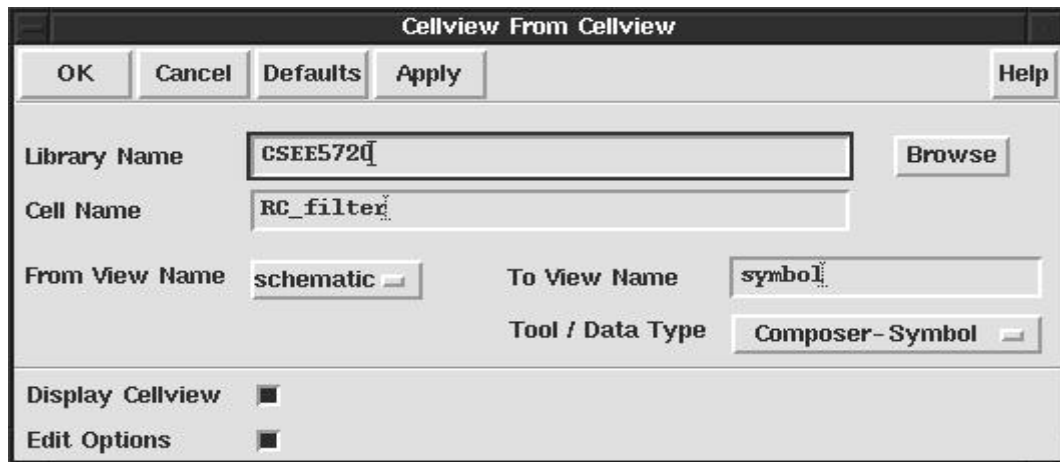 Cellview From Cellview
OK Cancel Defaults Apply Help
Library Name CSEE5720 Browse
Cell Name RC_filter
From View Name schematic To View Name symbol
Tool / Data Type Composer-Symbol
Display Cellview
Edit Options